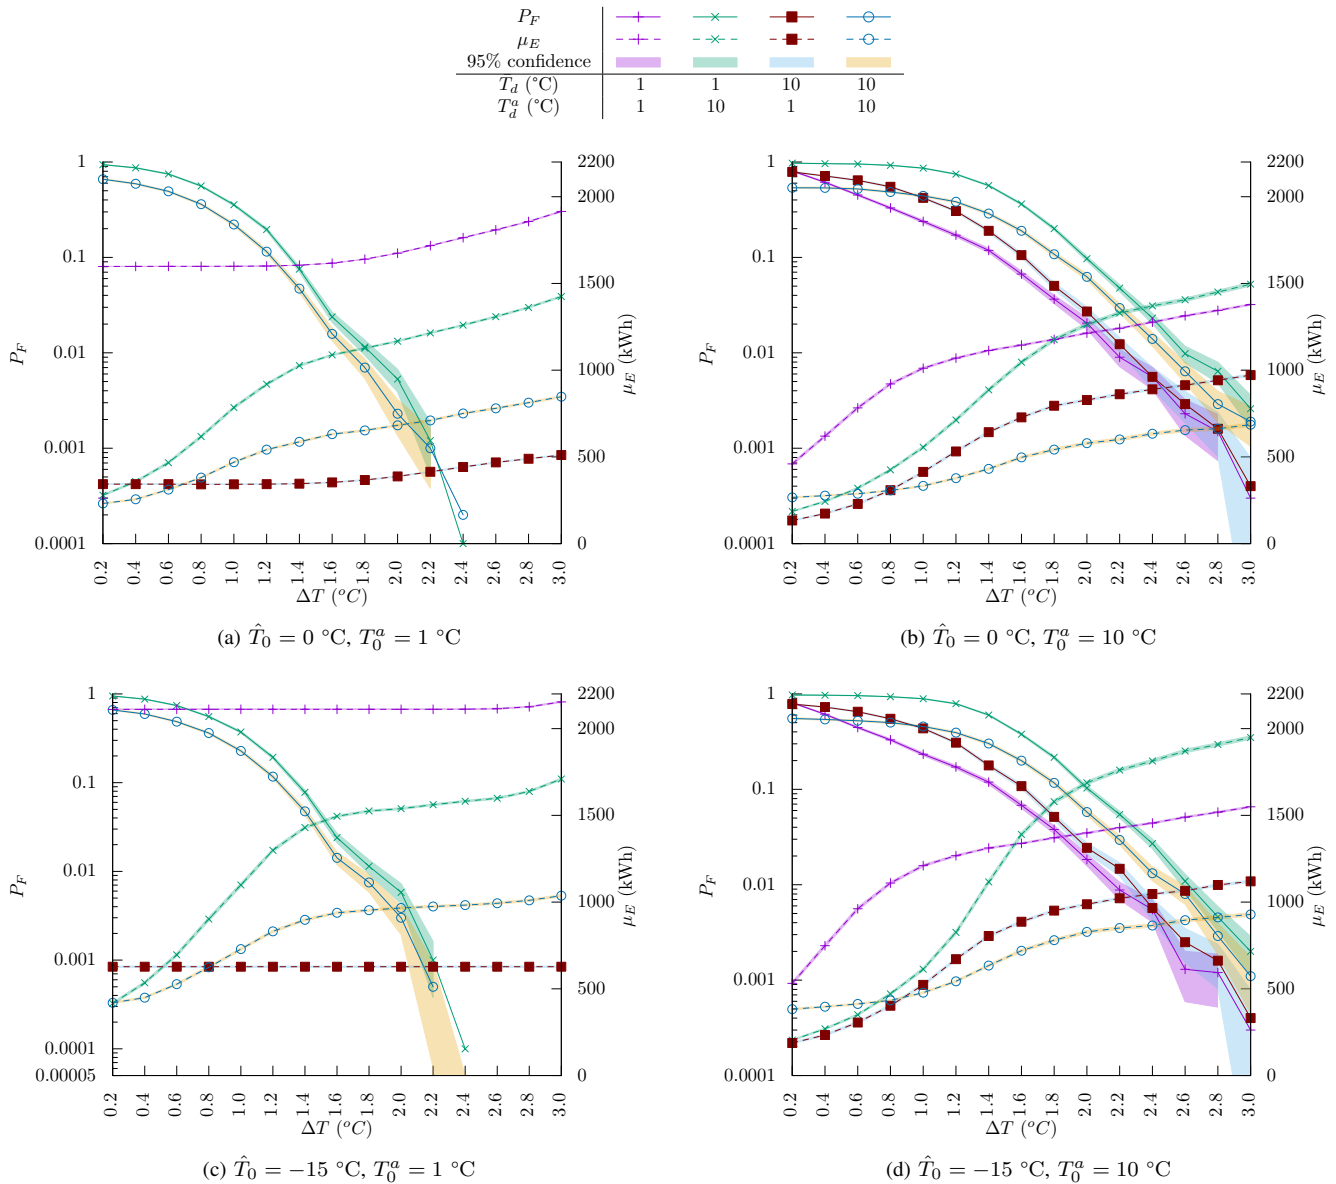 P_F
μ_E
95% confidence
T_d (°C) 1 1 10 10
T_d^a (°C) 1 10 1 10
1 2200
2000
0.1
1500
0.01
1000
0.001
500
0.0001 0
P_F
μ_E (kWh)
0.2 0.4 0.6 0.8 1.0 1.2 1.4 1.6 1.8 2.0 2.2 2.4 2.6 2.8 3.0
ΔT (°C)
(a) T̂_0 = 0 °C, T_0^a = 1 °C
1 2200
2000
0.1
1500
0.01
1000
0.001
500
0.0001 0
P_F
μ_E (kWh)
0.2 0.4 0.6 0.8 1.0 1.2 1.4 1.6 1.8 2.0 2.2 2.4 2.6 2.8 3.0
ΔT (°C)
(b) T̂_0 = 0 °C, T_0^a = 10 °C
1 2200
2000
0.1
1500
0.01
1000
0.001
500
0.0001
0.00005 0
P_F
μ_E (kWh)
0.2 0.4 0.6 0.8 1.0 1.2 1.4 1.6 1.8 2.0 2.2 2.4 2.6 2.8 3.0
ΔT (°C)
(c) T̂_0 = −15 °C, T_0^a = 1 °C
1 2200
2000
0.1
1500
0.01
1000
0.001
500
0.0001 0
P_F
μ_E (kWh)
0.2 0.4 0.6 0.8 1.0 1.2 1.4 1.6 1.8 2.0 2.2 2.4 2.6 2.8 3.0
ΔT (°C)
(d) T̂_0 = −15 °C, T_0^a = 10 °C